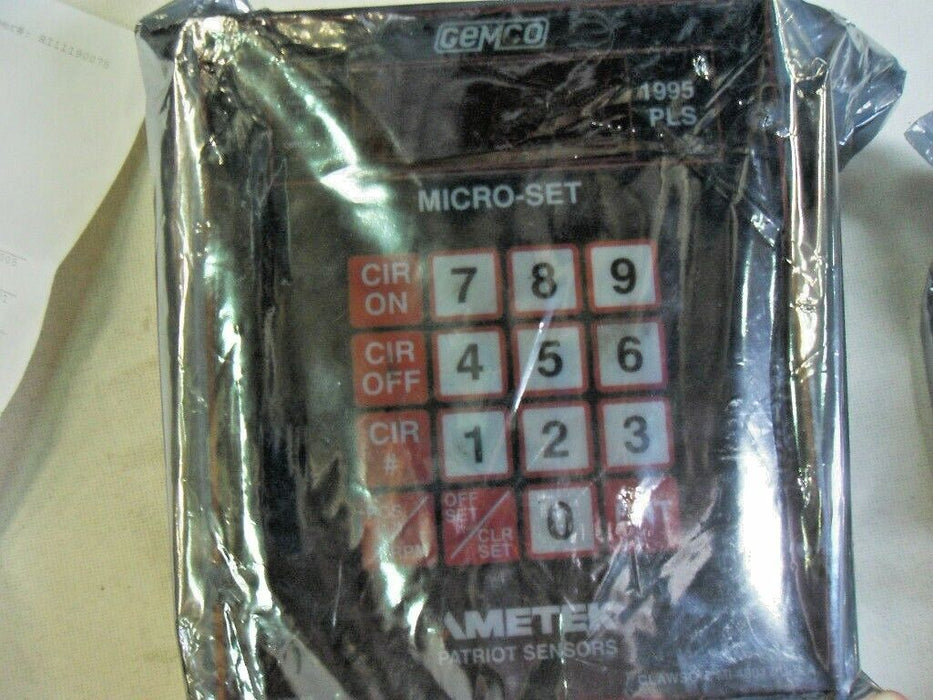 GEMCO
1995
PLS
MICRO-SET
CIR
ON
7 8 9
CIR
OFF
4 5 6
CIR
#
1 2 3
OFF
SET
#
CLR
SET
0
AMETEK
PATRIOT SENSORS